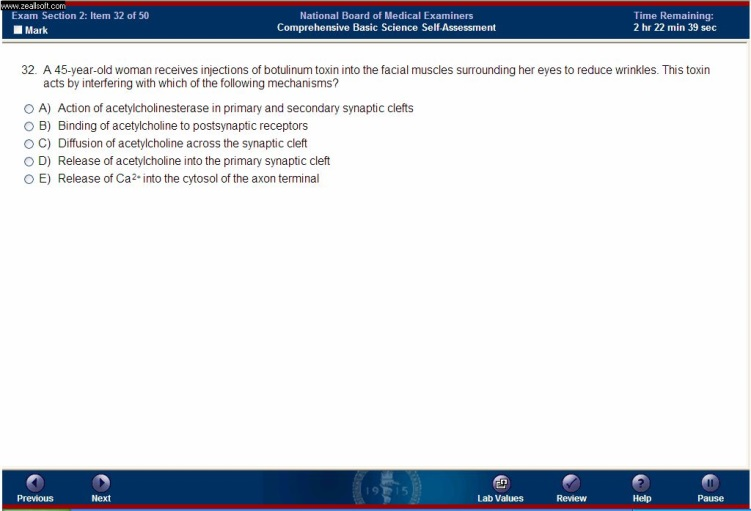 www.zeallsoft.com
Exam Section 2: Item 32 of 50
National Board of Medical Examiners
Time Remaining:
Mark
Comprehensive Basic Science Self-Assessment
2 hr 22 min 39 sec
32. A 45-year-old woman receives injections of botulinum toxin into the facial muscles surrounding her eyes to reduce wrinkles. This toxin
acts by interfering with which of the following mechanisms?
A) Action of acetylcholinesterase in primary and secondary synaptic clefts
B) Binding of acetylcholine to postsynaptic receptors
C) Diffusion of acetylcholine across the synaptic cleft
D) Release of acetylcholine into the primary synaptic cleft
E) Release of Ca²⁺ into the cytosol of the axon terminal
1915
Previous Next Lab Values Review Help Pause